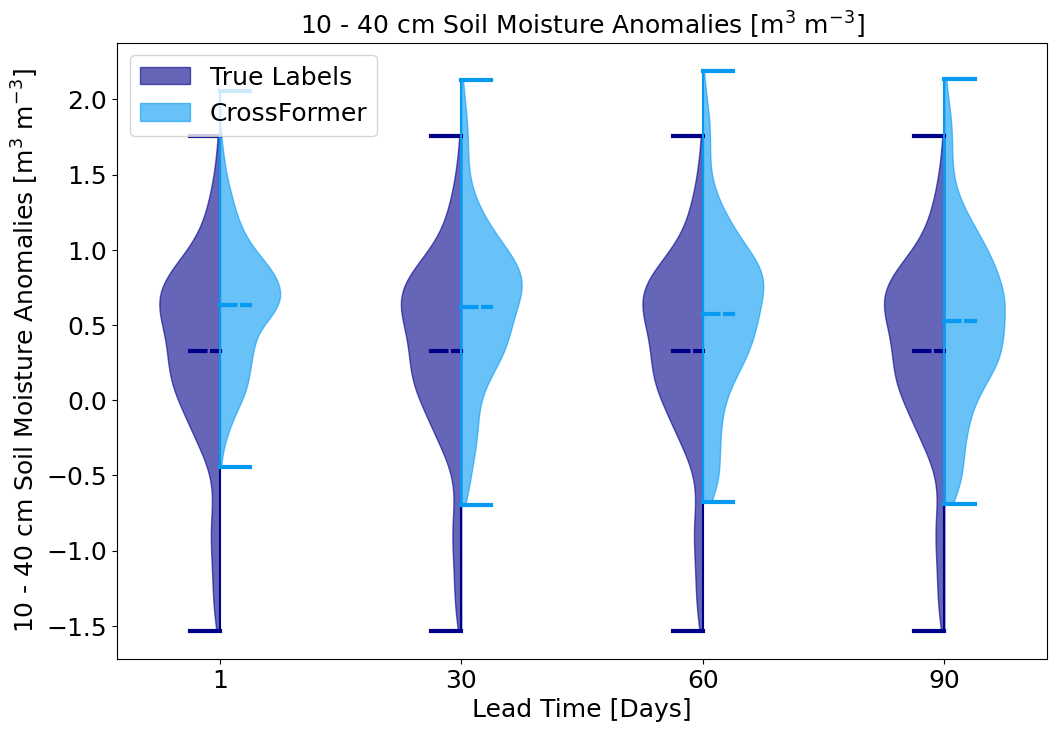 10 - 40 cm Soil Moisture Anomalies [m³ m⁻³]
10 - 40 cm Soil Moisture Anomalies [m³ m⁻³]
True Labels
CrossFormer
2.0
1.5
1.0
0.5
0.0
−0.5
−1.0
−1.5
1 30 60 90
Lead Time [Days]